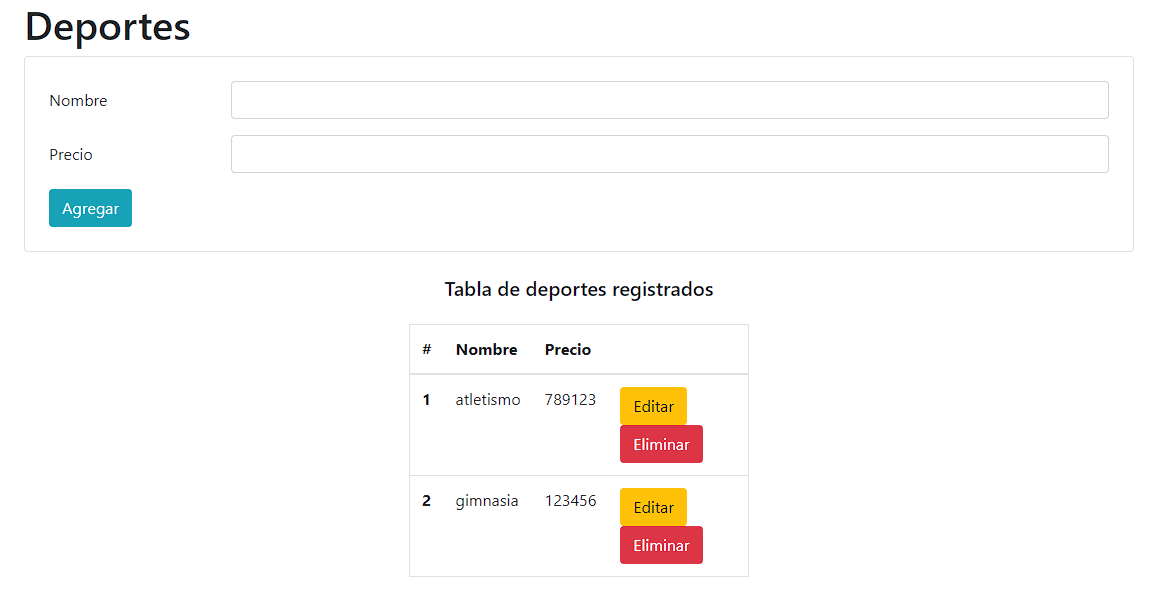 Deportes
Nombre
Precio
Agregar
Tabla de deportes registrados
# Nombre Precio
1 atletismo 789123 Editar
Eliminar
2 gimnasia 123456 Editar
Eliminar